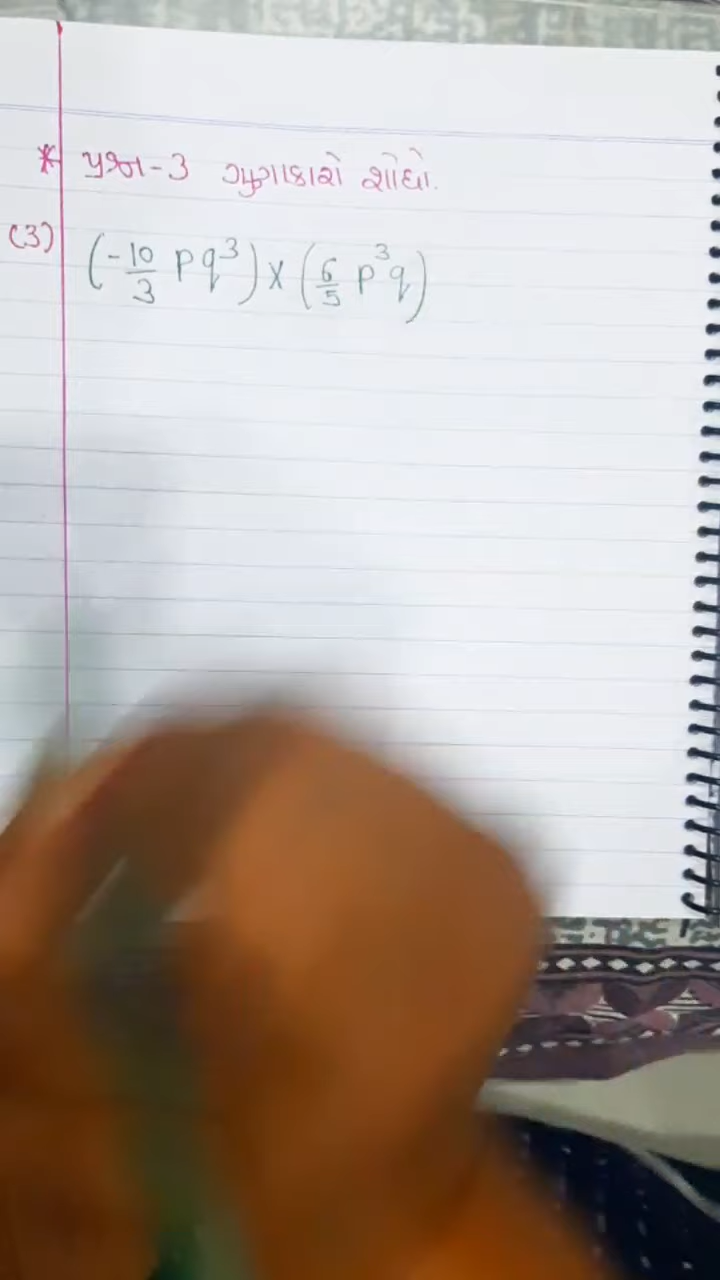 * પ્રશ્ન-3 ગુણાકારો શોધો.
(3) (-10/3 pq³) × (6/5 p³q)